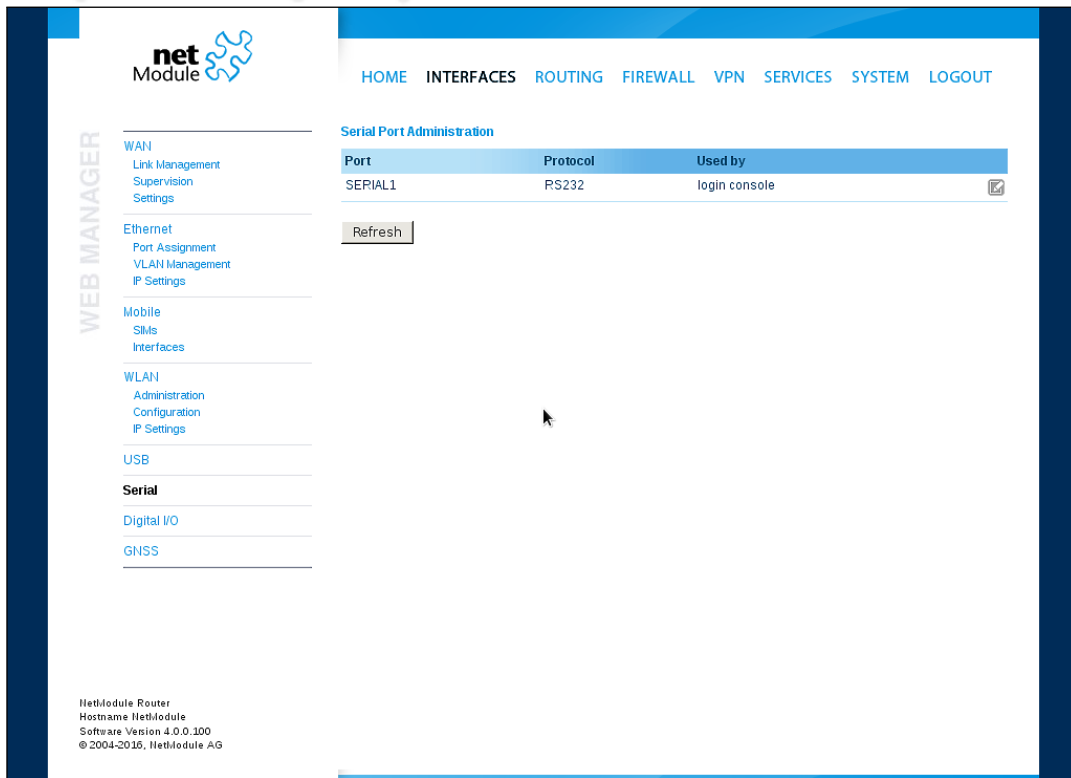 net
Module
HOME INTERFACES ROUTING FIREWALL VPN SERVICES SYSTEM LOGOUT
WEB MANAGER
WAN
Link Management
Supervision
Settings
Ethernet
Port Assignment
VLAN Management
IP Settings
Mobile
SIMs
Interfaces
WLAN
Administration
Configuration
IP Settings
USB
Serial
Digital I/O
GNSS
Serial Port Administration
Port Protocol Used by
SERIAL1 RS232 login console
Refresh
NetModule Router
Hostname NetModule
Software Version 4.0.0.100
© 2004-2016, NetModule AG